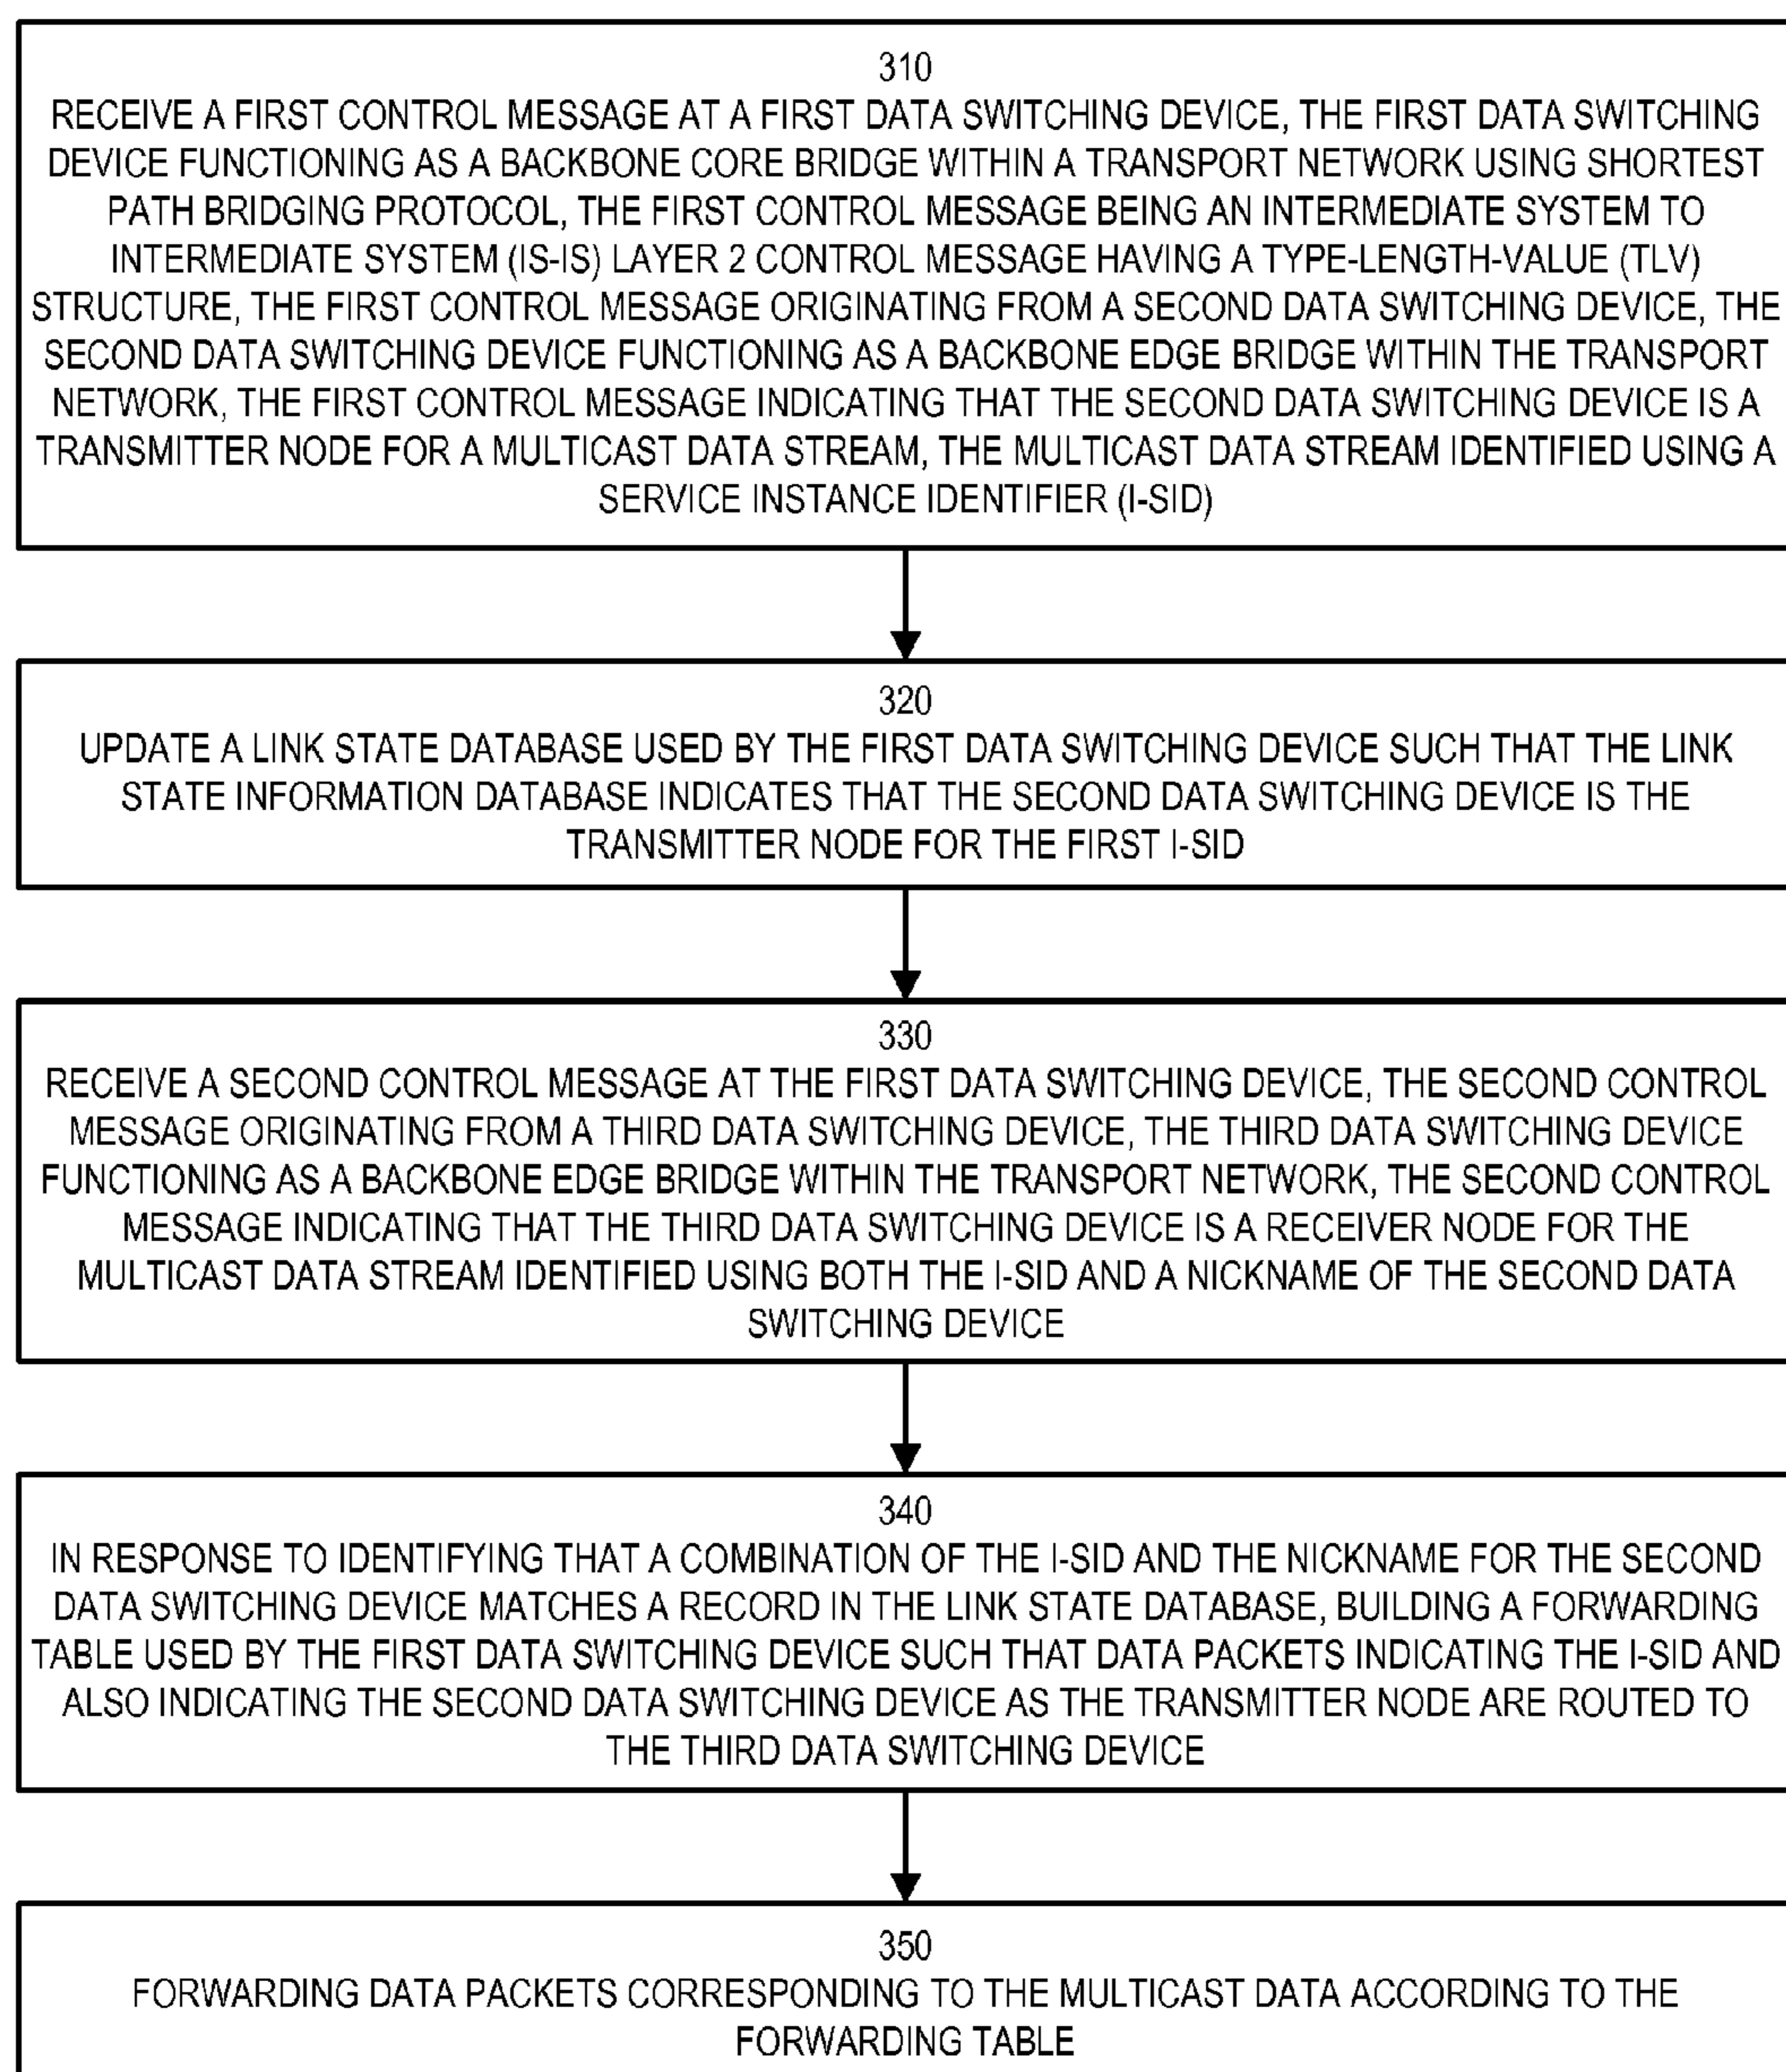 310
RECEIVE A FIRST CONTROL MESSAGE AT A FIRST DATA SWITCHING DEVICE, THE FIRST DATA SWITCHING
DEVICE FUNCTIONING AS A BACKBONE CORE BRIDGE WITHIN A TRANSPORT NETWORK USING SHORTEST
PATH BRIDGING PROTOCOL, THE FIRST CONTROL MESSAGE BEING AN INTERMEDIATE SYSTEM TO
INTERMEDIATE SYSTEM (IS-IS) LAYER 2 CONTROL MESSAGE HAVING A TYPE-LENGTH-VALUE (TLV)
STRUCTURE, THE FIRST CONTROL MESSAGE ORIGINATING FROM A SECOND DATA SWITCHING DEVICE, THE
SECOND DATA SWITCHING DEVICE FUNCTIONING AS A BACKBONE EDGE BRIDGE WITHIN THE TRANSPORT
NETWORK, THE FIRST CONTROL MESSAGE INDICATING THAT THE SECOND DATA SWITCHING DEVICE IS A
TRANSMITTER NODE FOR A MULTICAST DATA STREAM, THE MULTICAST DATA STREAM IDENTIFIED USING A
SERVICE INSTANCE IDENTIFIER (I-SID)
320
UPDATE A LINK STATE DATABASE USED BY THE FIRST DATA SWITCHING DEVICE SUCH THAT THE LINK
STATE INFORMATION DATABASE INDICATES THAT THE SECOND DATA SWITCHING DEVICE IS THE
TRANSMITTER NODE FOR THE FIRST I-SID
330
RECEIVE A SECOND CONTROL MESSAGE AT THE FIRST DATA SWITCHING DEVICE, THE SECOND CONTROL
MESSAGE ORIGINATING FROM A THIRD DATA SWITCHING DEVICE, THE THIRD DATA SWITCHING DEVICE
FUNCTIONING AS A BACKBONE EDGE BRIDGE WITHIN THE TRANSPORT NETWORK, THE SECOND CONTROL
MESSAGE INDICATING THAT THE THIRD DATA SWITCHING DEVICE IS A RECEIVER NODE FOR THE
MULTICAST DATA STREAM IDENTIFIED USING BOTH THE I-SID AND A NICKNAME OF THE SECOND DATA
SWITCHING DEVICE
340
IN RESPONSE TO IDENTIFYING THAT A COMBINATION OF THE I-SID AND THE NICKNAME FOR THE SECOND
DATA SWITCHING DEVICE MATCHES A RECORD IN THE LINK STATE DATABASE, BUILDING A FORWARDING
TABLE USED BY THE FIRST DATA SWITCHING DEVICE SUCH THAT DATA PACKETS INDICATING THE I-SID AND
ALSO INDICATING THE SECOND DATA SWITCHING DEVICE AS THE TRANSMITTER NODE ARE ROUTED TO
THE THIRD DATA SWITCHING DEVICE
350
FORWARDING DATA PACKETS CORRESPONDING TO THE MULTICAST DATA ACCORDING TO THE
FORWARDING TABLE